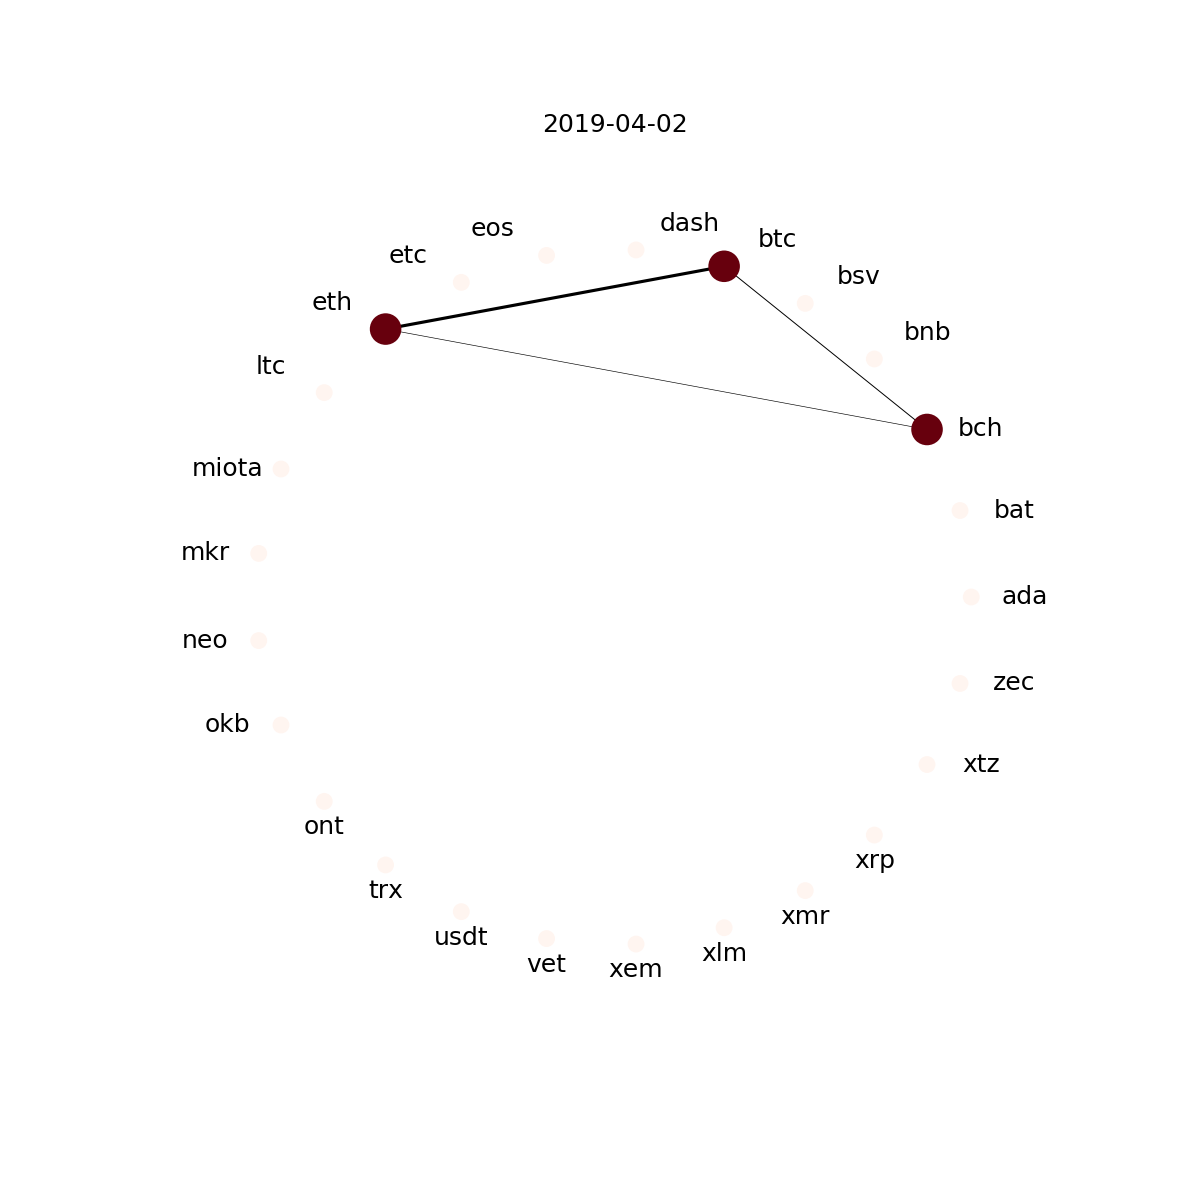 2019-04-02
dash
eos
btc
etc
bsv
eth
bnb
ltc
bch
miota
bat
mkr
ada
neo
zec
okb
xtz
ont
xrp
trx
xmr
usdt
xlm
vet
xem